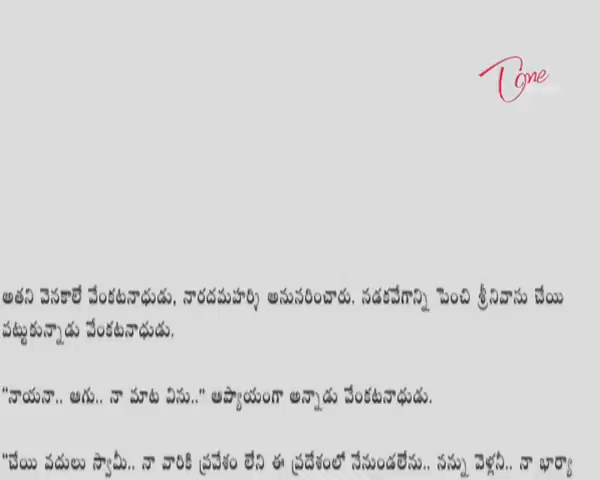 Tone
అతని వెనకాలే వేంకటనాధుడు, నారదమహర్షి అనుసరించారు. నడకవేగాన్ని పెంచి శ్రీనివాసు చేయి
పట్టుకున్నాడు వేంకటనాధుడు.
"నాయనా.. ఆగు.. నా మాట విను.." ఆప్యాయంగా అన్నాడు వేంకటనాధుడు.
"చేయి వదులు స్వామీ.. నా వారికి ప్రవేశం లేని ఈ ప్రదేశంలో నేనుండలేను.. నన్ను వెళ్లనీ.. నా భార్యా